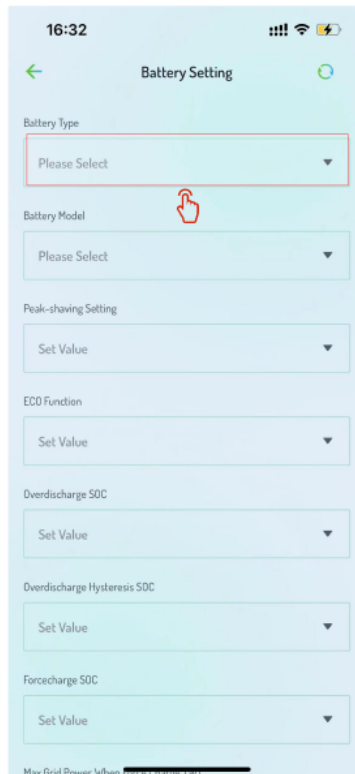 16:32
Battery Setting
Battery Type
Please Select
Battery Model
Please Select
Peak-shaving Setting
Set Value
ECO Function
Set Value
Overdischarge SOC
Set Value
Overdischarge Hysteresis SOC
Set Value
Forcecharge SOC
Set Value
Max Grid Power When